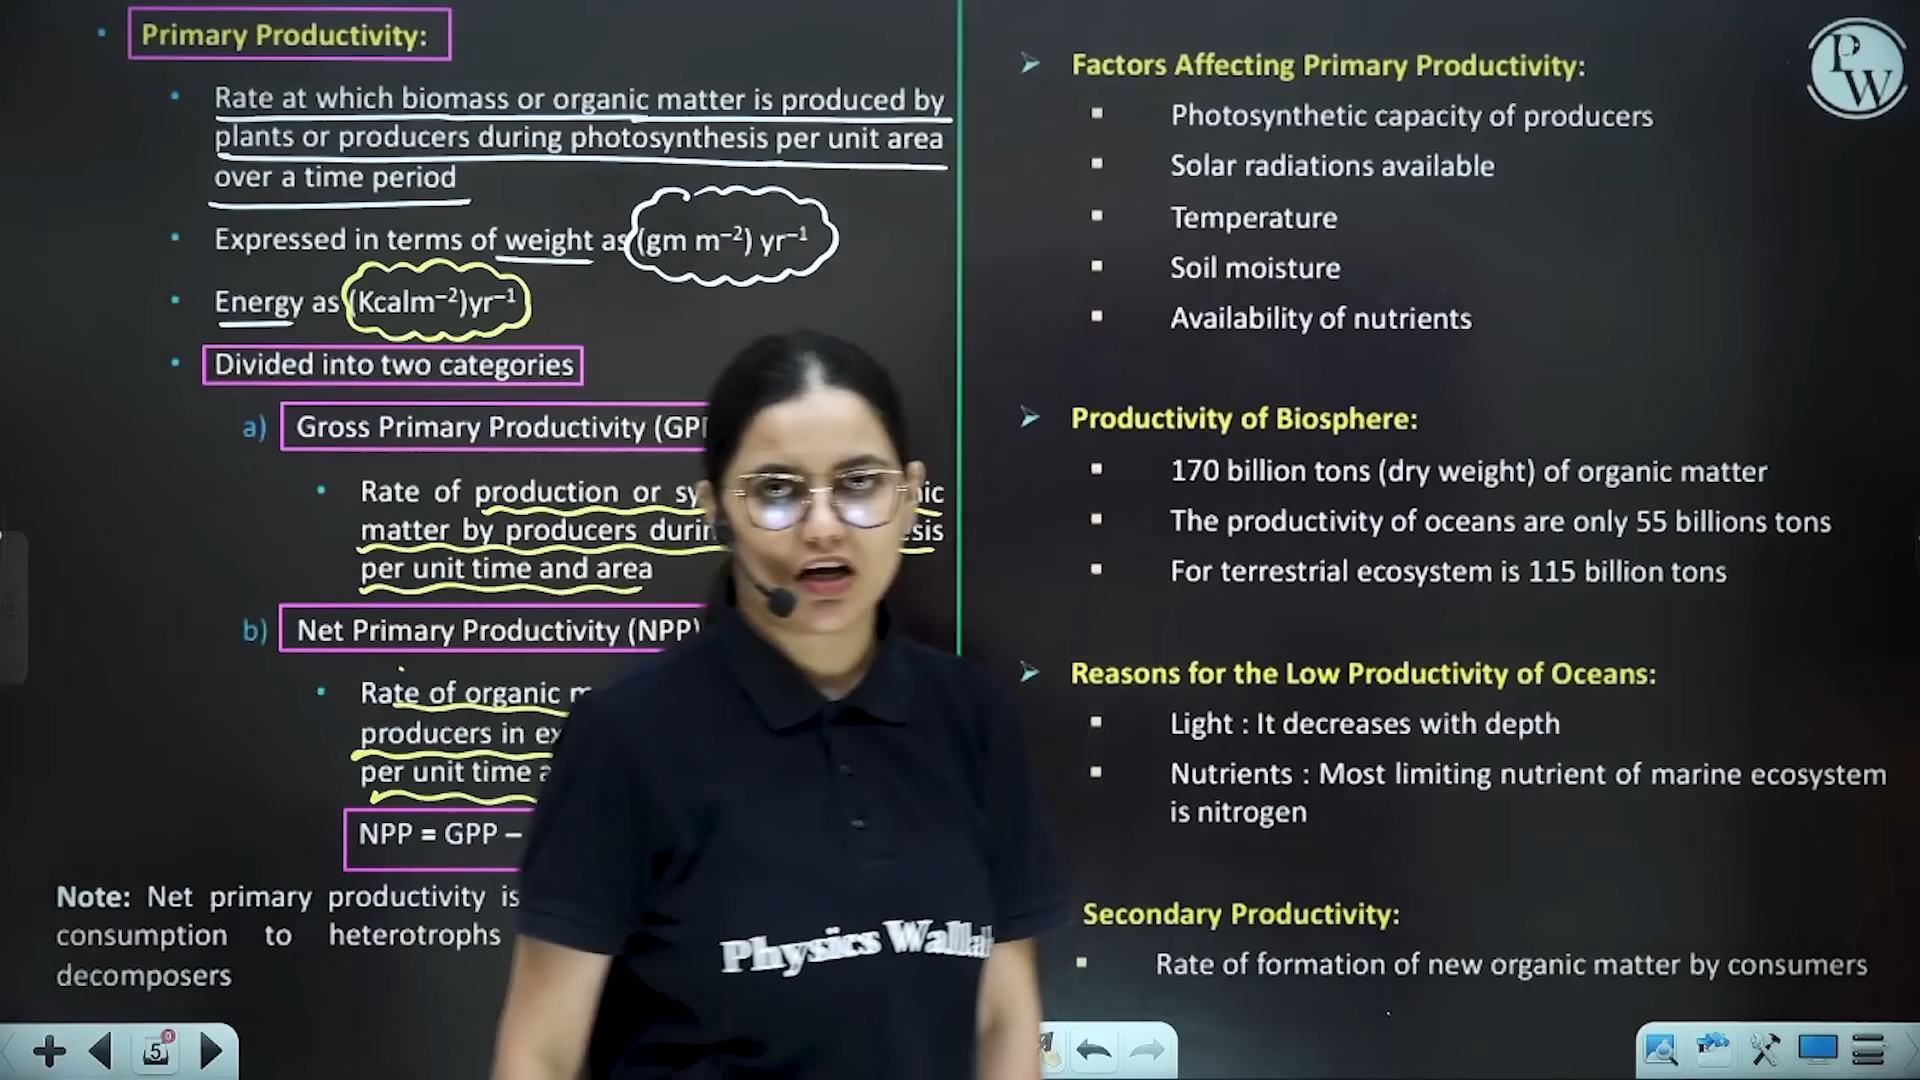 Primary Productivity:
Rate at which biomass or organic matter is produced by
plants or producers during photosynthesis per unit area
over a time period
Expressed in terms of weight as (gm m⁻²) yr⁻¹
Energy as (Kcalm⁻²)yr⁻¹
Divided into two categories
a) Gross Primary Productivity
Rate of production or
matter by producers
per unit time and area
b) Net Primary Productivity (NPP)
Rate of organic
producers in
per unit time
NPP = GPP –
Note: Net primary productivity is
consumption to heterotrophs
decomposers
PW
Factors Affecting Primary Productivity:
Photosynthetic capacity of producers
Solar radiations available
Temperature
Soil moisture
Availability of nutrients
Productivity of Biosphere:
170 billion tons (dry weight) of organic matter
The productivity of oceans are only 55 billions tons
For terrestrial ecosystem is 115 billion tons
Reasons for the Low Productivity of Oceans:
Light : It decreases with depth
Nutrients : Most limiting nutrient of marine ecosystem
is nitrogen
Secondary Productivity:
Rate of formation of new organic matter by consumers
Physics
5
0